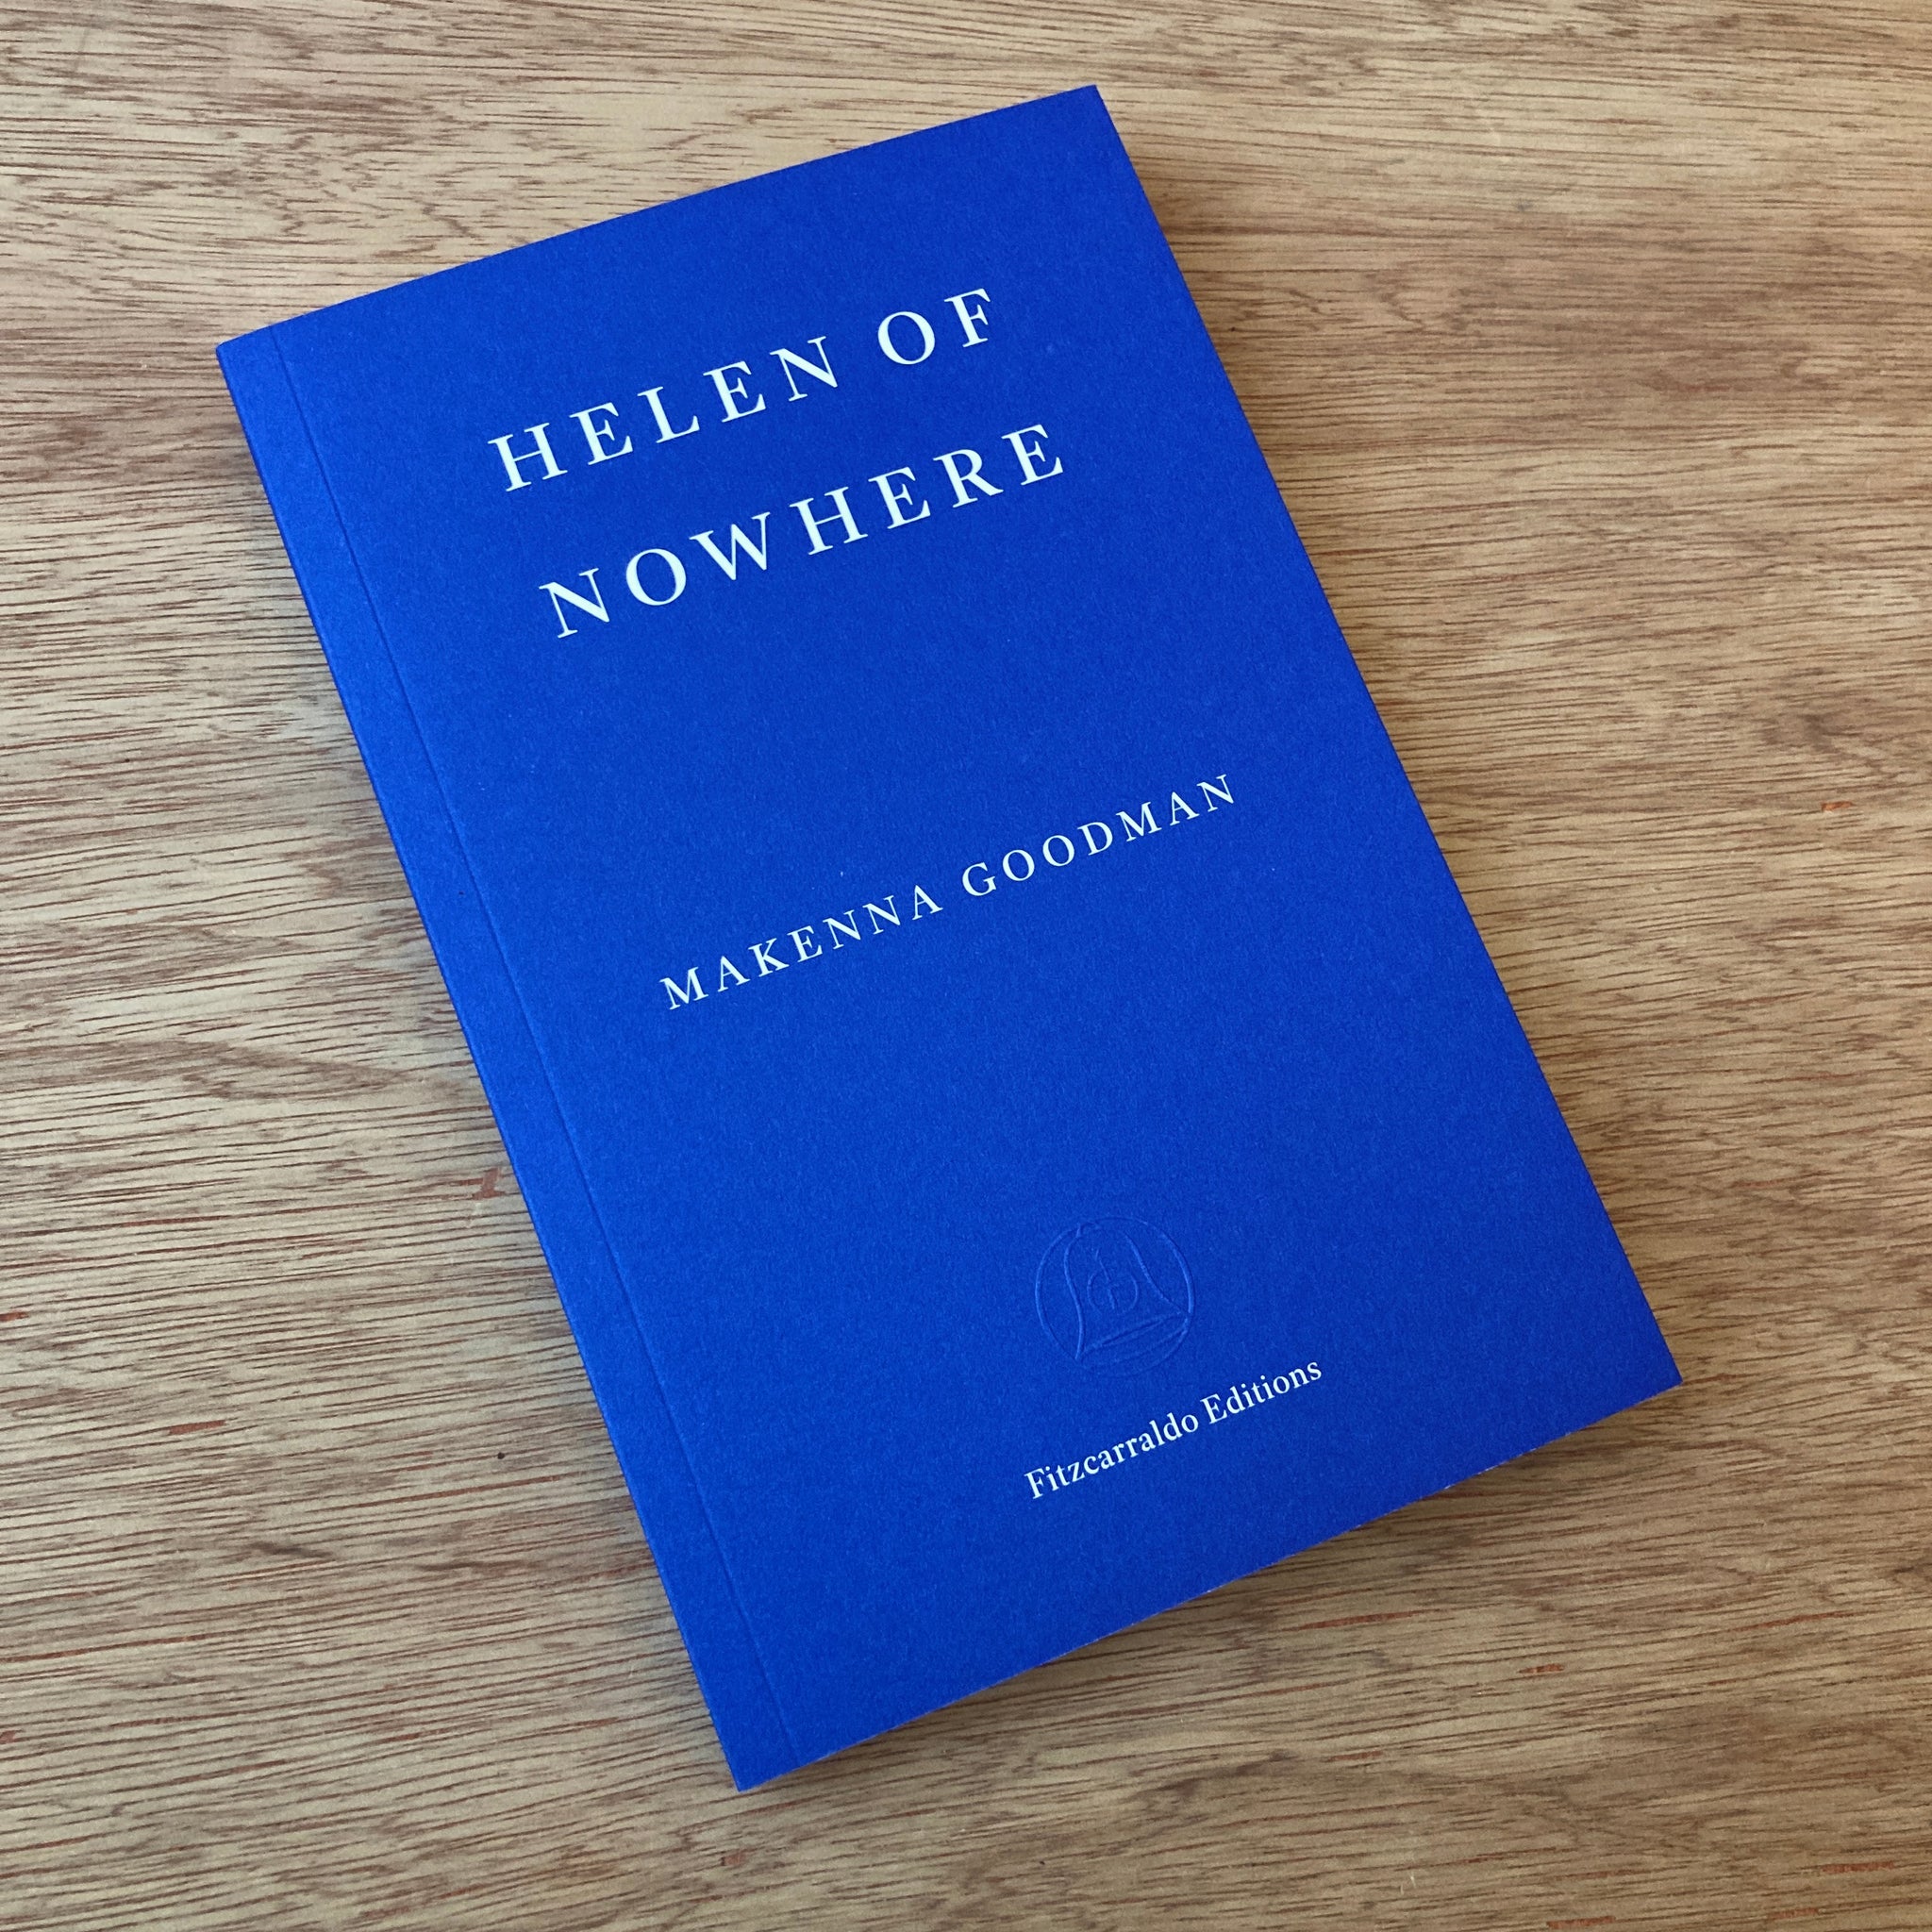 HELEN OF
NOWHERE
MAKENNA GOODMAN
Fitzcarraldo Editions